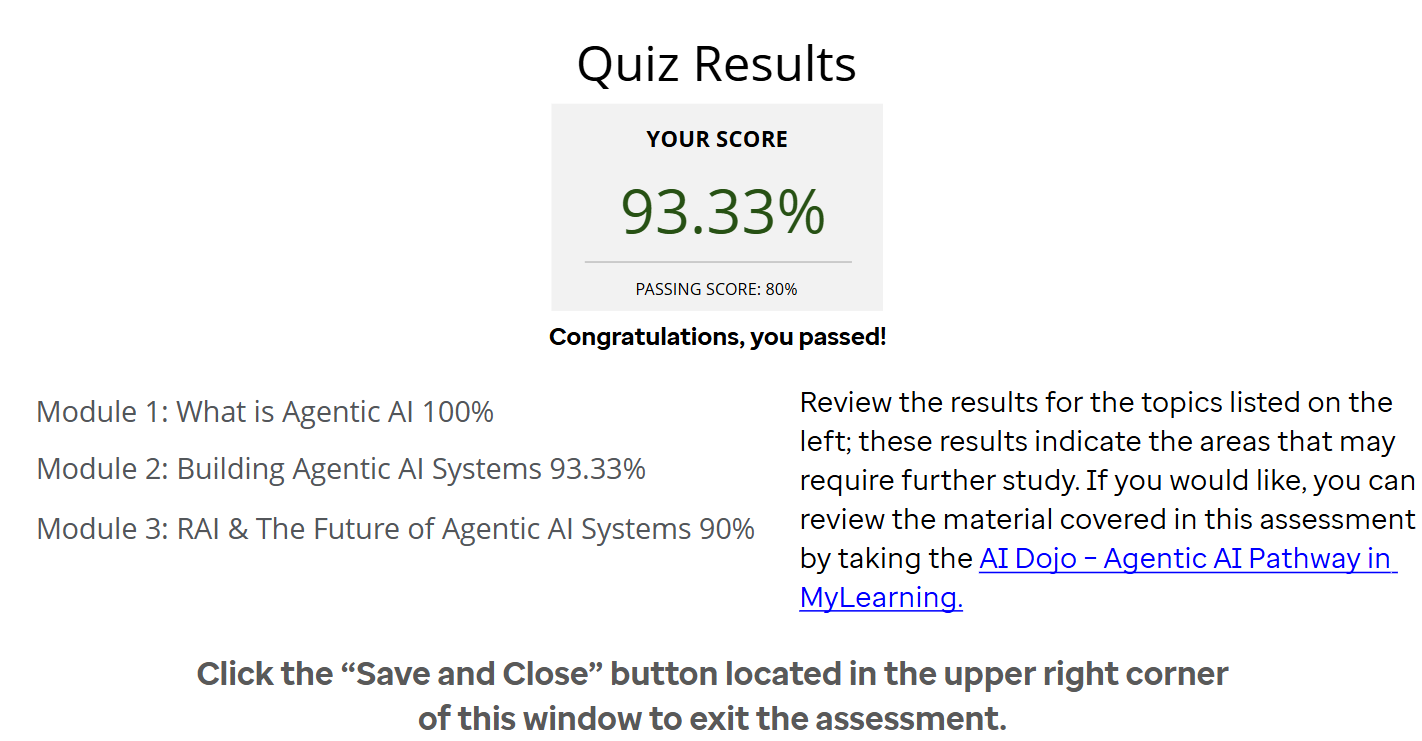 Quiz Results
YOUR SCORE
93.33%
PASSING SCORE: 80%
Congratulations, you passed!
Module 1: What is Agentic AI 100%
Module 2: Building Agentic AI Systems 93.33%
Module 3: RAI & The Future of Agentic AI Systems 90%
Review the results for the topics listed on the
left; these results indicate the areas that may
require further study. If you would like, you can
review the material covered in this assessment
by taking the AI Dojo – Agentic AI Pathway in
MyLearning.
Click the “Save and Close” button located in the upper right corner
of this window to exit the assessment.